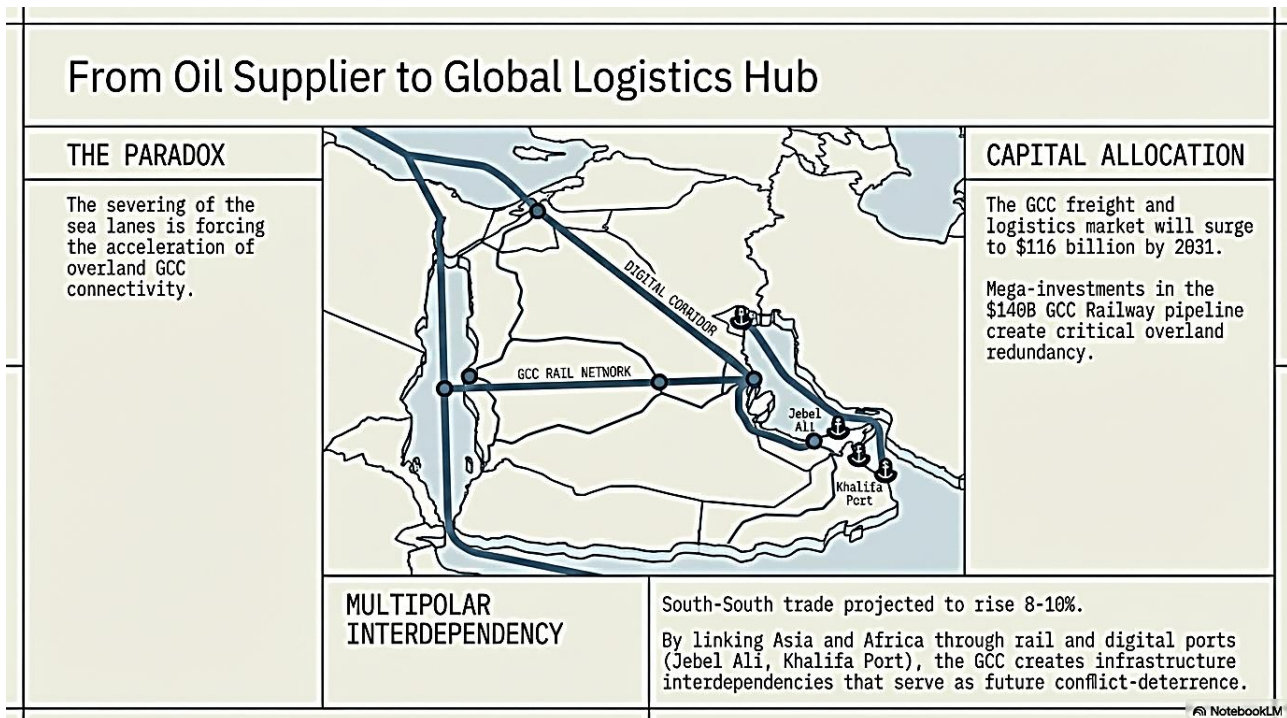 From Oil Supplier to Global Logistics Hub
THE PARADOX
The severing of the
sea lanes is forcing
the acceleration of
overland GCC
connectivity.
DIGITAL CORRIDOR
GCC RAIL NETWORK
Jebel
Ali
Khalifa
Port
CAPITAL ALLOCATION
The GCC freight and
logistics market will surge
to $116 billion by 2031.
Mega-investments in the
$140B GCC Railway pipeline
create critical overland
redundancy.
MULTIPOLAR
INTERDEPENDENCY
South-South trade projected to rise 8-10%.
By linking Asia and Africa through rail and digital ports
(Jebel Ali, Khalifa Port), the GCC creates infrastructure
interdependencies that serve as future conflict-deterrence.
NotebookLM